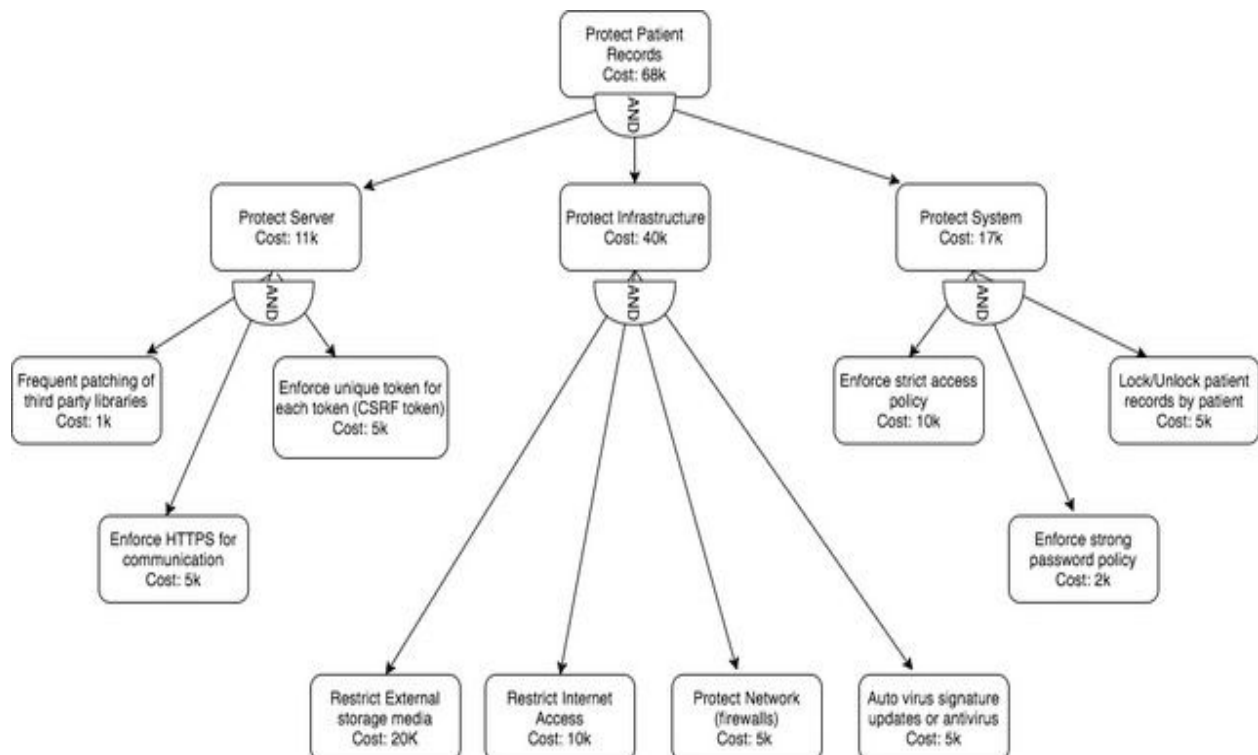 Protect Patient
Records
Cost: 68k
AND
Protect Server
Cost: 11k
AND
Protect Infrastructure
Cost: 40k
AND
Protect System
Cost: 17k
AND
Frequent patching of
third party libraries
Cost: 1k
Enforce unique token for
each token (CSRF token)
Cost: 5k
Enforce strict access
policy
Cost: 10k
Lock/Unlock patient
records by patient
Cost: 5k
Enforce HTTPS for
communication
Cost: 5k
Enforce strong
password policy
Cost: 2k
Restrict External
storage media
Cost: 20K
Restrict Internet
Access
Cost: 10k
Protect Network
(firewalls)
Cost: 5k
Auto virus signature
updates or antivirus
Cost: 5k